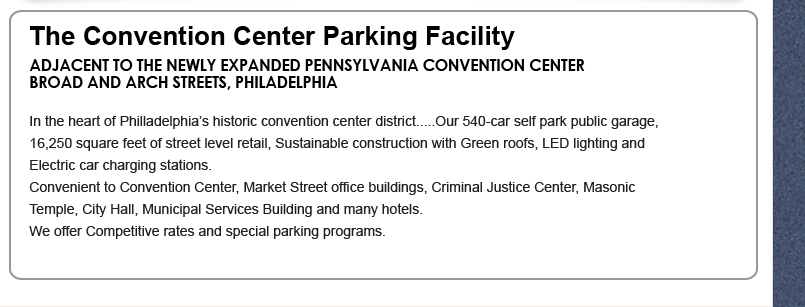 The Convention Center Parking Facility
ADJACENT TO THE NEWLY EXPANDED PENNSYLVANIA CONVENTION CENTER
BROAD AND ARCH STREETS, PHILADELPHIA
In the heart of Philladelphia's historic convention center district.....Our 540-car self park public garage,
16,250 square feet of street level retail, Sustainable construction with Green roofs, LED lighting and
Electric car charging stations.
Convenient to Convention Center, Market Street office buildings, Criminal Justice Center, Masonic
Temple, City Hall, Municipal Services Building and many hotels.
We offer Competitive rates and special parking programs.